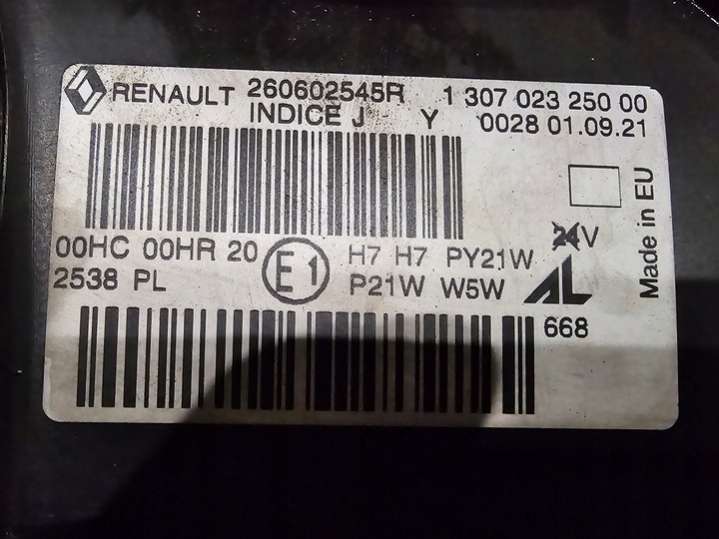 RENAULT 260602545R 1 307 023 250 00
INDICE J Y 0028 01.09.21
Made in EU
00HC 00HR 20 E1 H7 H7 PY21W 24V
2538 PL P21W W5W AL
668